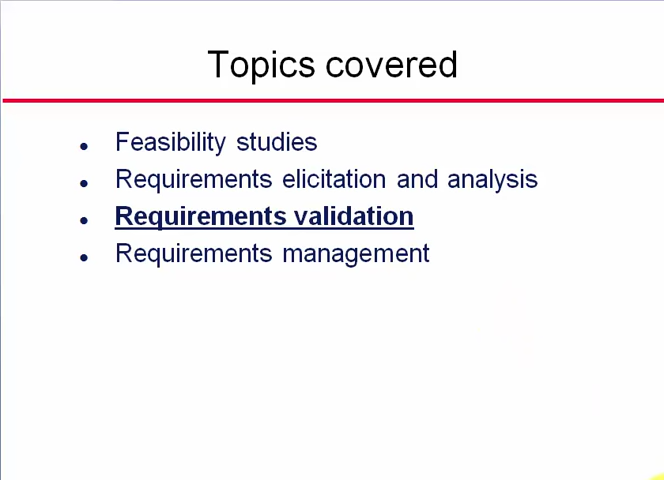 Topics covered
• Feasibility studies
• Requirements elicitation and analysis
• Requirements validation
• Requirements management